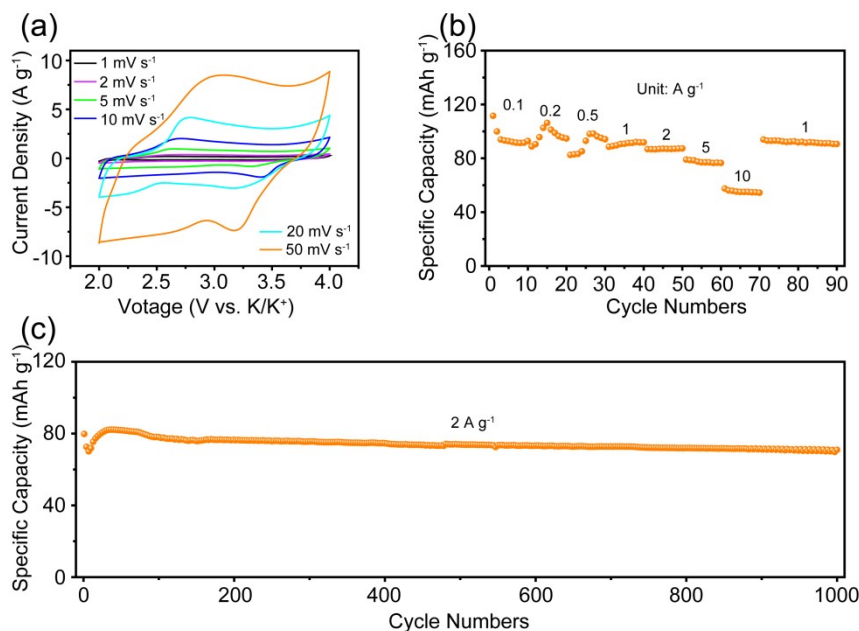 (a)
10
5
0
-5
-10
Current Density (A g⁻¹)
1 mV s⁻¹
2 mV s⁻¹
5 mV s⁻¹
10 mV s⁻¹
20 mV s⁻¹
50 mV s⁻¹
2.0 2.5 3.0 3.5 4.0
Votage (V vs. K/K⁺)
(b)
160
120
80
40
0
Specific Capacity (mAh g⁻¹)
Unit: A g⁻¹
0.1 0.2 0.5 1 2 5 10 1
0 10 20 30 40 50 60 70 80 90
Cycle Numbers
(c)
120
80
40
0
Specific Capacity (mAh g⁻¹)
2 A g⁻¹
0 200 400 600 800 1000
Cycle Numbers